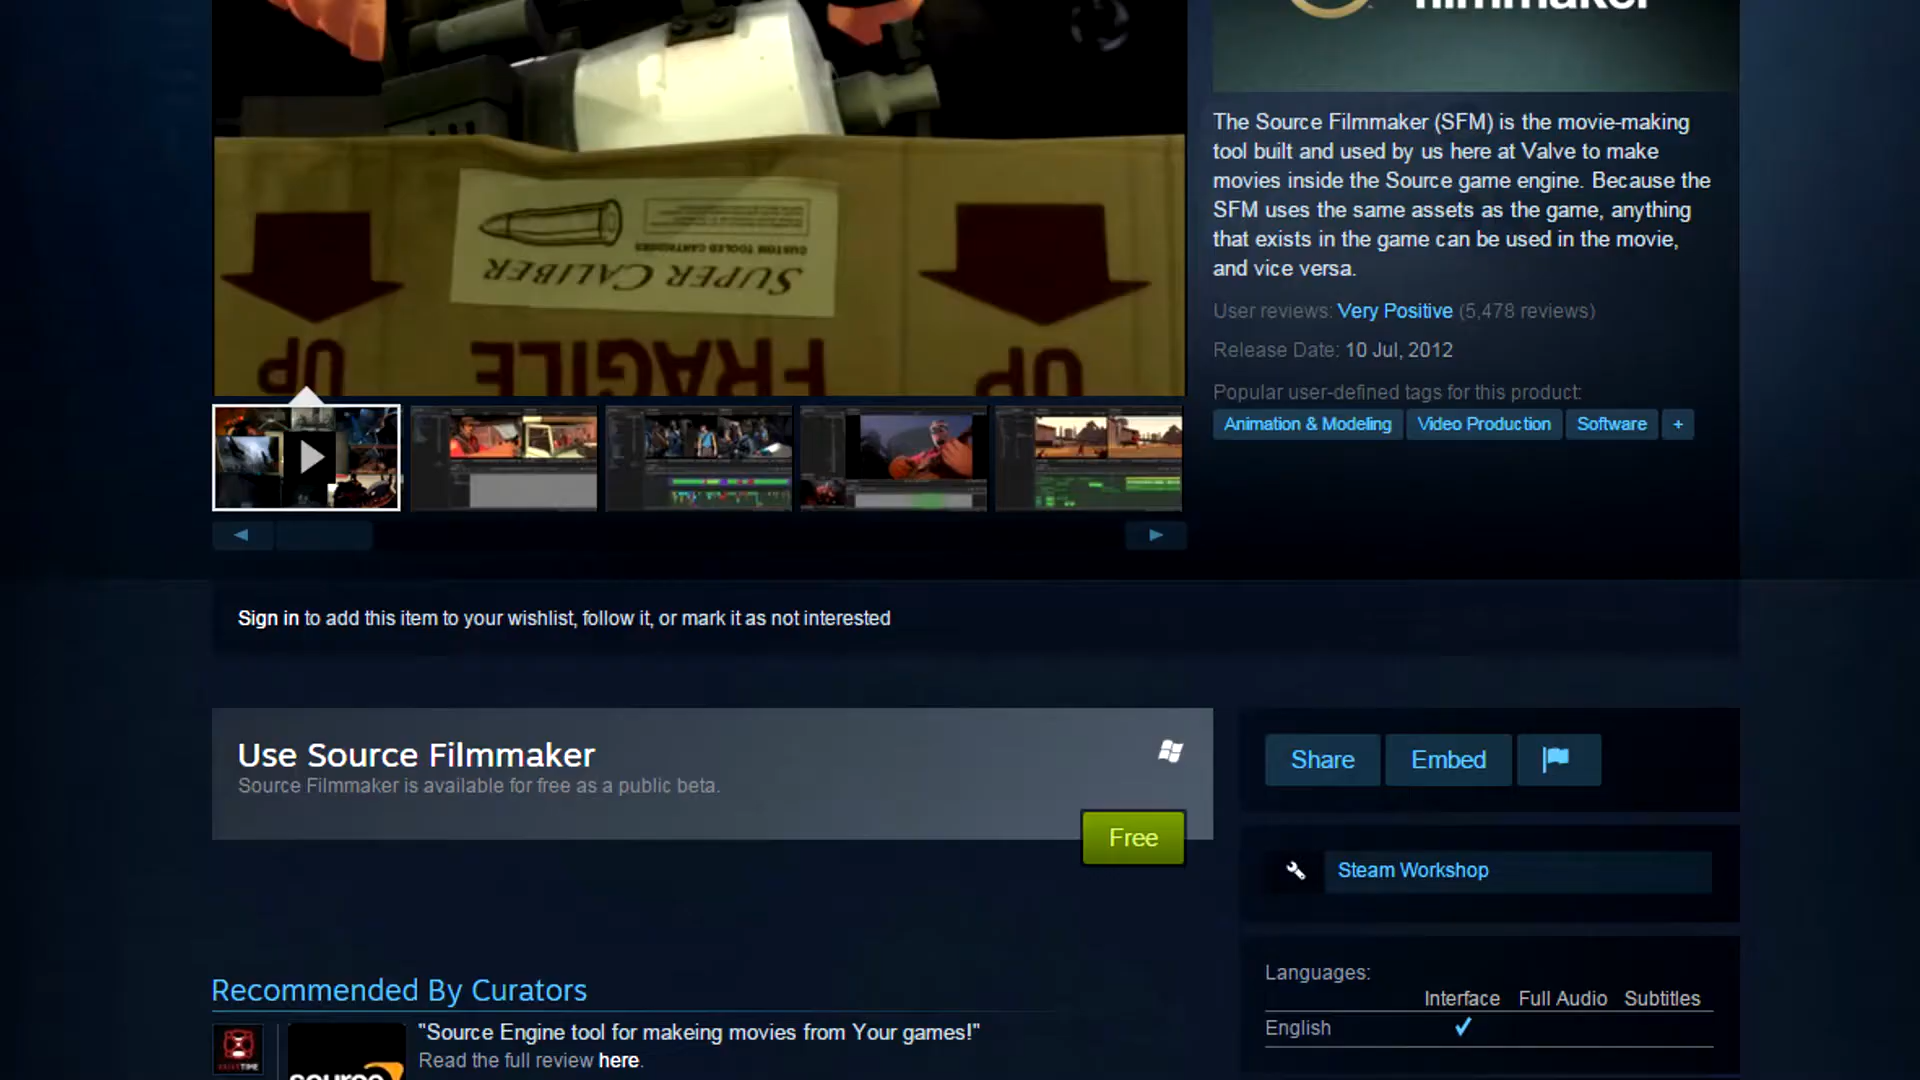 filmmaker
The Source Filmmaker (SFM) is the movie-making
tool built and used by us here at Valve to make
movies inside the Source game engine. Because the
SFM uses the same assets as the game, anything
that exists in the game can be used in the movie,
and vice versa.
User reviews: Very Positive (5,478 reviews)
Release Date: 10 Jul, 2012
Popular user-defined tags for this product:
Animation & Modeling Video Production Software +
CUSTOM TOOLED CARTRIDGES
SUPER CALIBER
UP FRAGILE UP
Sign in to add this item to your wishlist, follow it, or mark it as not interested
Use Source Filmmaker
Source Filmmaker is available for free as a public beta.
Free
Share Embed
Steam Workshop
Languages:
Interface Full Audio Subtitles
English ✓
Recommended By Curators
"Source Engine tool for makeing movies from Your games!"
Read the full review here.
source